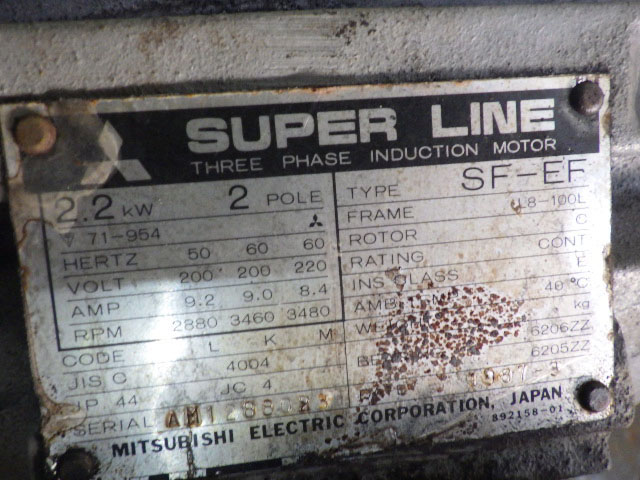 SUPER LINE
THREE PHASE INDUCTION MOTOR
2.2 kW 2 POLE
71-954
HERTZ 50 60 60
VOLT 200 200 220
AMP 9.2 9.0 8.4
RPM 2880 3460 3480
CODE L K M
JIS C 4004
IP 44 JC 4
SERIAL
TYPE SF-EF
FRAME L8-100L
ROTOR C
RATING CONT
INS CLASS E
40°C
kg
6206ZZ
6205ZZ
MITSUBISHI ELECTRIC CORPORATION, JAPAN
892158-01